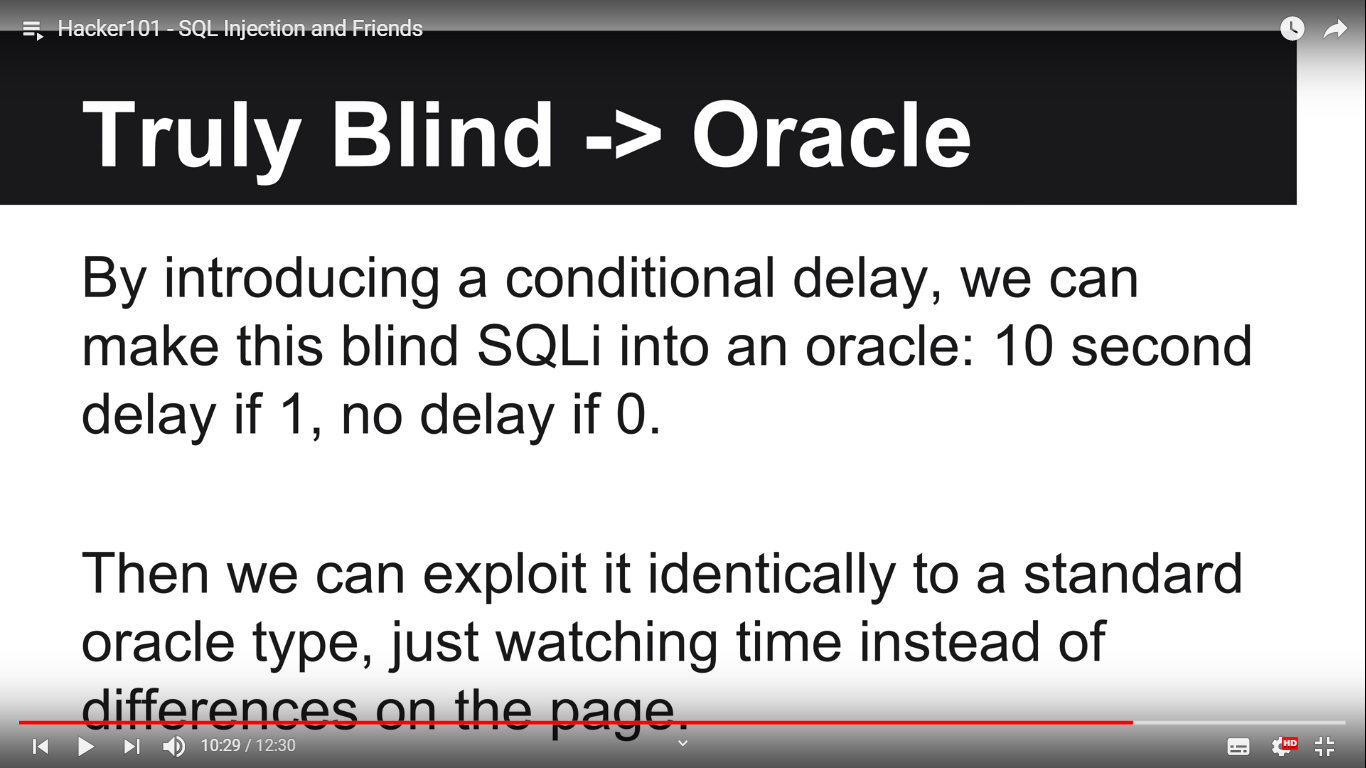 Hacker101 - SQL Injection and Friends
Truly Blind -> Oracle
By introducing a conditional delay, we can
make this blind SQLi into an oracle: 10 second
delay if 1, no delay if 0.
Then we can exploit it identically to a standard
oracle type, just watching time instead of
differences on the page.
10:29 / 12:30
HD